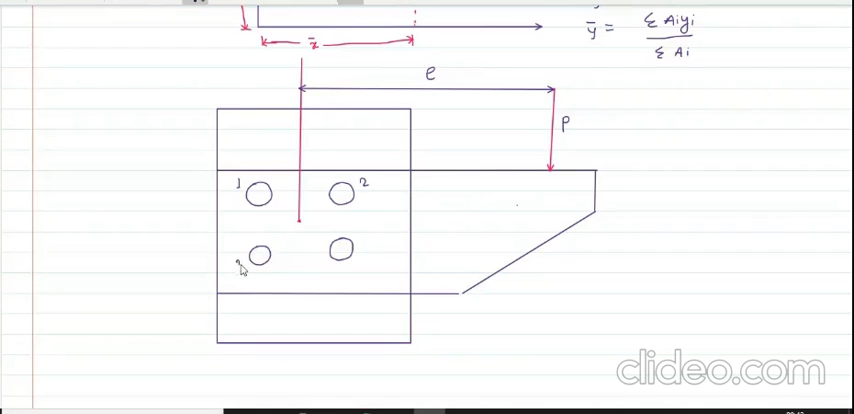 x̄
ȳ = Σ Aiyi / Σ Ai
e
P
1
2
clideo.com